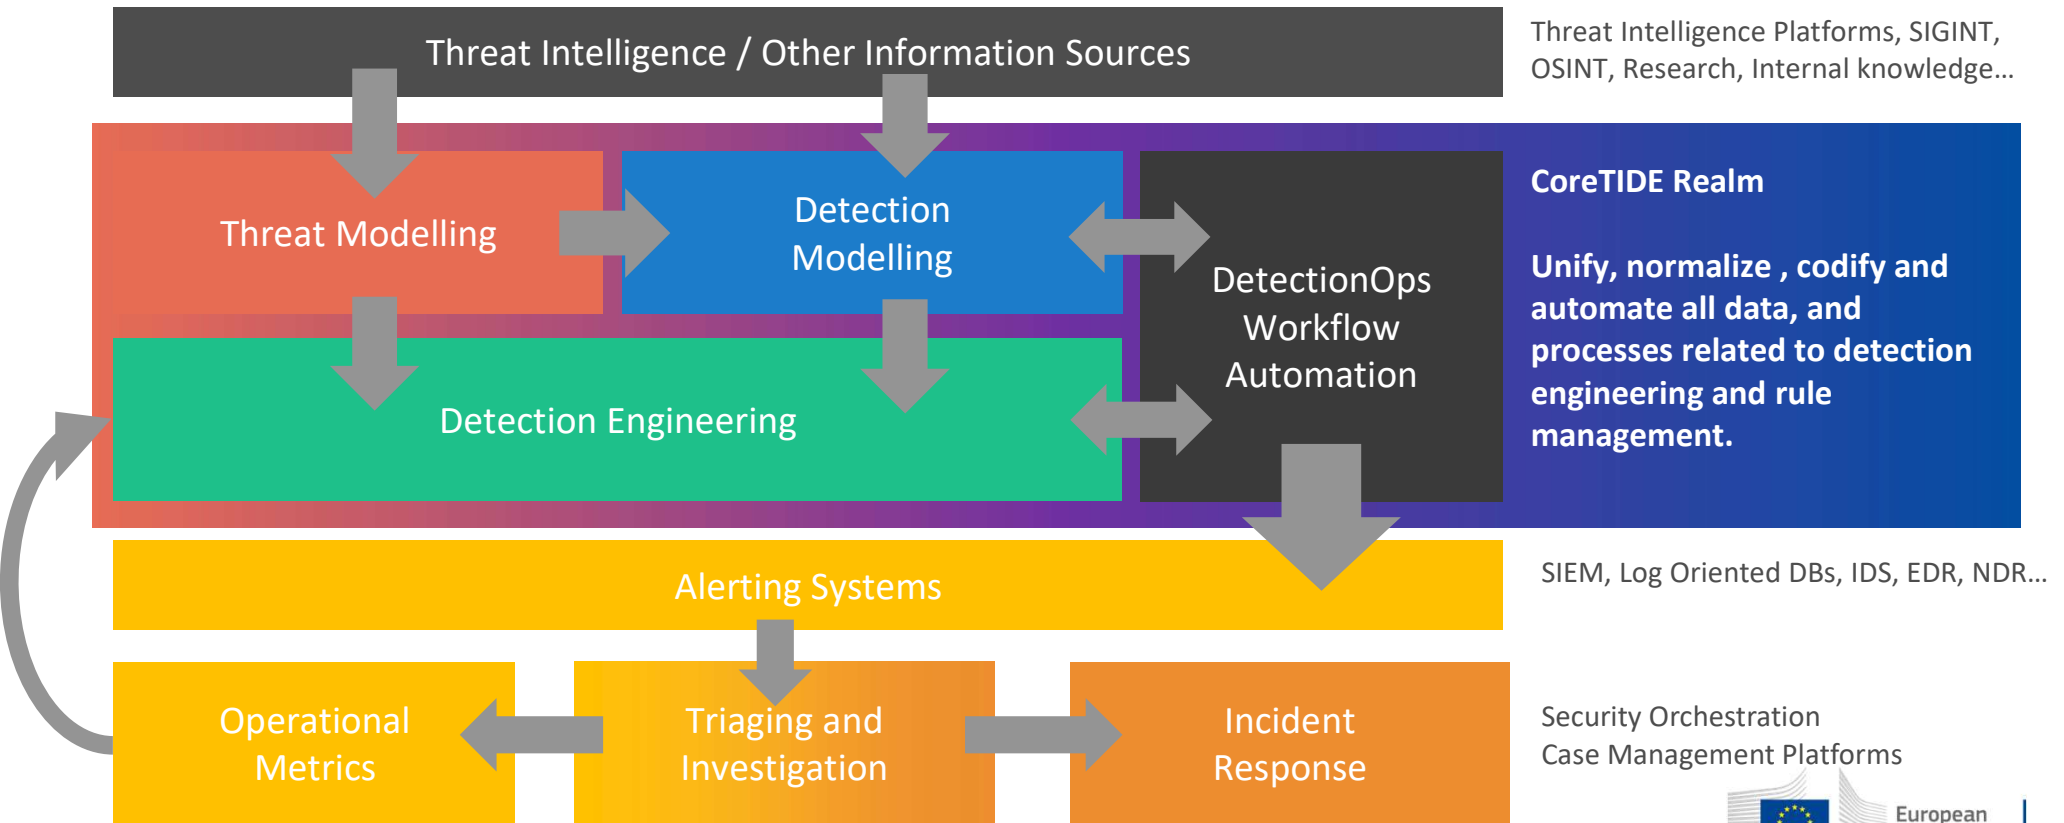 Threat Intelligence / Other Information Sources
Threat Intelligence Platforms, SIGINT,
OSINT, Research, Internal knowledge...
Threat Modelling
Detection
Modelling
DetectionOps
Workflow
Automation
CoreTIDE Realm
Unify, normalize , codify and
automate all data, and
processes related to detection
engineering and rule
management.
Detection Engineering
Alerting Systems
SIEM, Log Oriented DBs, IDS, EDR, NDR...
Operational
Metrics
Triaging and
Investigation
Incident
Response
Security Orchestration
Case Management Platforms
European